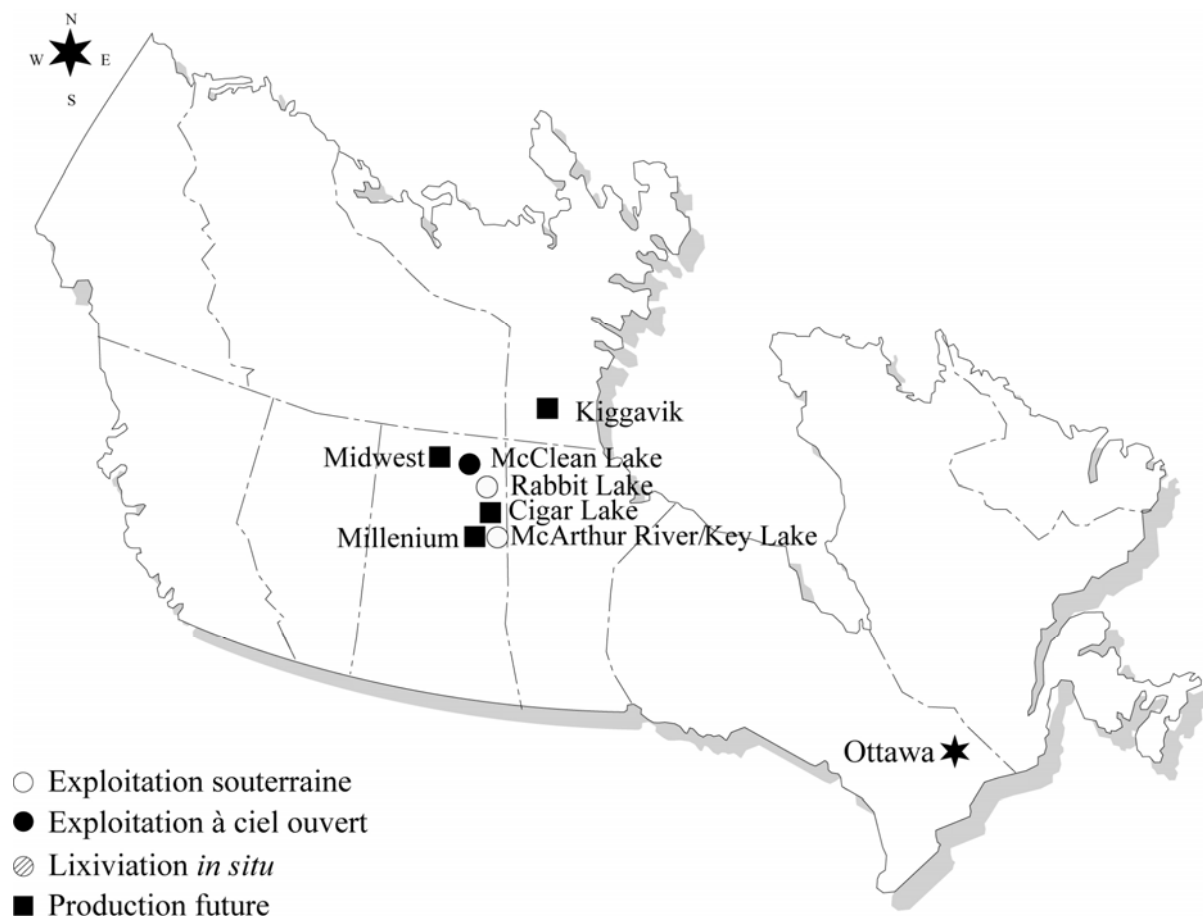 N
W E
S
Kiggavik
Midwest
McClean Lake
Rabbit Lake
Cigar Lake
Millenium
McArthur River/Key Lake
Ottawa
Exploitation souterraine
Exploitation à ciel ouvert
Lixiviation in situ
Production future